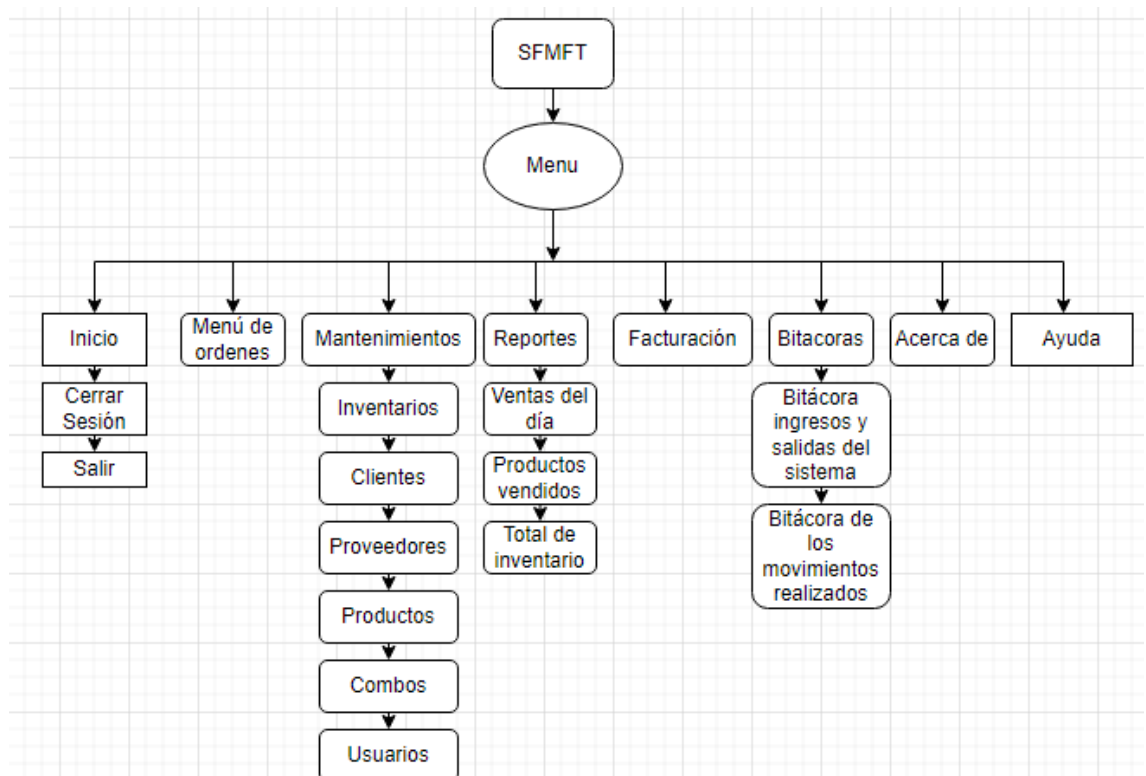 SFMFT
Menu
Inicio
Menú de
ordenes
Mantenimientos
Reportes
Facturación
Bitacoras
Acerca de
Ayuda
Cerrar
Sesión
Salir
Inventarios
Clientes
Proveedores
Productos
Combos
Usuarios
Ventas del
día
Productos
vendidos
Total de
inventario
Bitácora
ingresos y
salidas del
sistema
Bitácora de
los
movimientos
realizados